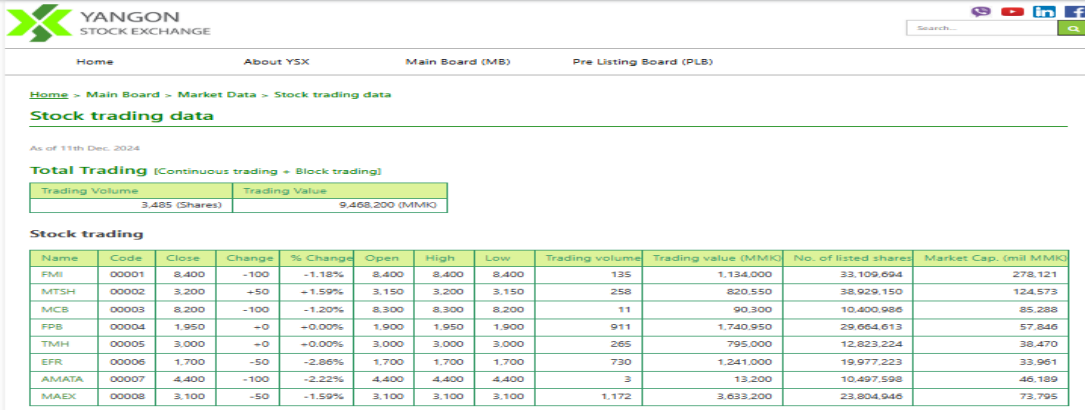 YANGON
STOCK EXCHANGE
Search...
Home About YSX Main Board (MB) Pre Listing Board (PLB)
Home > Main Board > Market Data > Stock trading data
Stock trading data
As of 11th Dec. 2024
Total Trading [Continuous trading + Block trading]
Trading Volume Trading Value
3,485 (Shares) 9,468,200 (MMK)
Stock trading
Name Code Close Change % Change Open High Low Trading volume Trading value (MMK) No. of listed shares Market Cap. (mil MMK)
FMI 00001 8,400 -100 -1.18% 8,400 8,400 8,400 135 1,134,000 33,109,694 278,121
MTSH 00002 3,200 +50 +1.59% 3,150 3,200 3,150 258 820,550 38,929,150 124,573
MCB 00003 8,200 -100 -1.20% 8,300 8,300 8,200 11 90,300 10,400,986 85,288
FPB 00004 1,950 +0 +0.00% 1,900 1,950 1,900 911 1,740,950 29,664,613 57,846
TMH 00005 3,000 +0 +0.00% 3,000 3,000 3,000 265 795,000 12,823,224 38,470
EFR 00006 1,700 -50 -2.86% 1,700 1,700 1,700 730 1,241,000 19,977,223 33,961
AMATA 00007 4,400 -100 -2.22% 4,400 4,400 4,400 3 13,200 10,497,598 46,189
MAEX 00008 3,100 -50 -1.59% 3,100 3,100 3,100 1,172 3,633,200 23,804,946 73,795